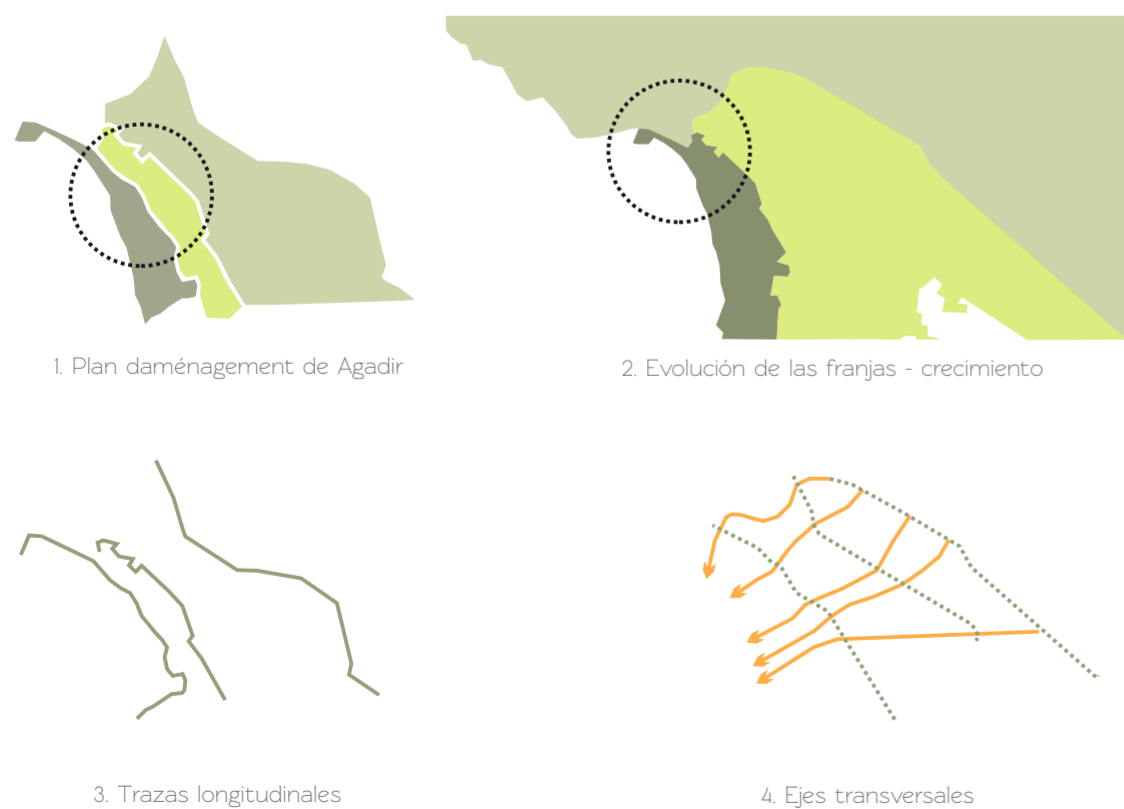 1. Plan daménagement de Agadir
2. Evolución de las franjas - crecimiento
3. Trazas longitudinales
4. Ejes transversales